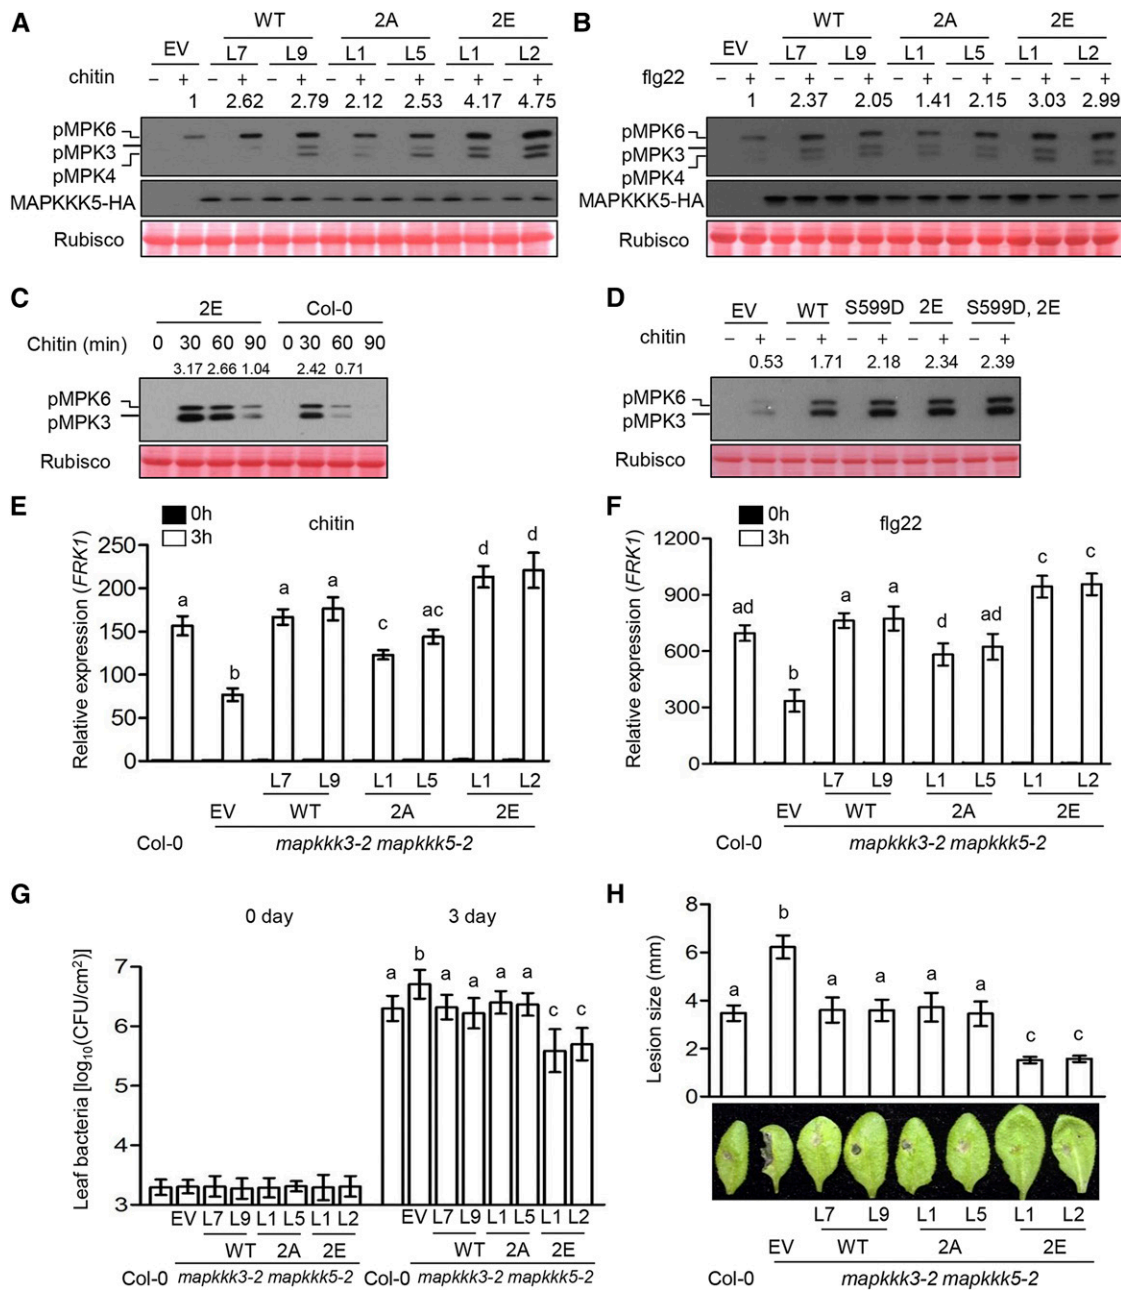 A
WT 2A 2E
EV L7 L9 L1 L5 L1 L2
chitin – + – + – + – + – + – + – +
1 2.62 2.79 2.12 2.53 4.17 4.75
pMPK6
pMPK3
pMPK4
MAPKKK5-HA
Rubisco
B
WT 2A 2E
EV L7 L9 L1 L5 L1 L2
flg22 – + – + – + – + – + – + – +
1 2.37 2.05 1.41 2.15 3.03 2.99
pMPK6
pMPK3
pMPK4
MAPKKK5-HA
Rubisco
C
2E Col-0
Chitin (min) 0 30 60 90 0 30 60 90
3.17 2.66 1.04 2.42 0.71
pMPK6
pMPK3
Rubisco
D
EV WT S599D 2E S599D, 2E
chitin – + – + – + – + – +
0.53 1.71 2.18 2.34 2.39
pMPK6
pMPK3
Rubisco
E
0h
3h
chitin
Relative expression (FRK1)
250
200
150
100
50
0
a b a a c ac d d
L7 L9 L1 L5 L1 L2
EV WT 2A 2E
Col-0 mapkkk3-2 mapkkk5-2
F
0h
3h
flg22
Relative expression (FRK1)
1200
900
600
300
0
ad b a a d ad c c
L7 L9 L1 L5 L1 L2
EV WT 2A 2E
Col-0 mapkkk3-2 mapkkk5-2
G
0 day 3 day
Leaf bacteria [log10(CFU/cm²)]
7
6
5
3
a b a a a a c c
EV L7 L9 L1 L5 L1 L2 EV L7 L9 L1 L5 L1 L2
WT 2A 2E WT 2A 2E
Col-0 mapkkk3-2 mapkkk5-2 Col-0 mapkkk3-2 mapkkk5-2
H
Lesion size (mm)
8
6
4
2
0
a b a a a a c c
L7 L9 L1 L5 L1 L2
EV WT 2A 2E
Col-0 mapkkk3-2 mapkkk5-2